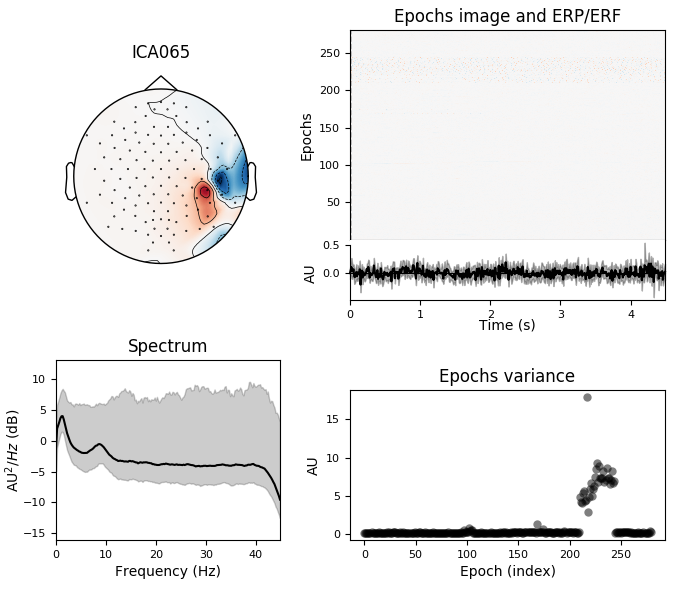 ICA065
Epochs image and ERP/ERF
Epochs
250
200
150
100
50
0.5
0.0
AU
0 1 2 3 4
Time (s)
Spectrum
AU²/Hz (dB)
10
5
0
−5
−10
−15
0 10 20 30 40
Frequency (Hz)
Epochs variance
AU
15
10
5
0
0 50 100 150 200 250
Epoch (index)